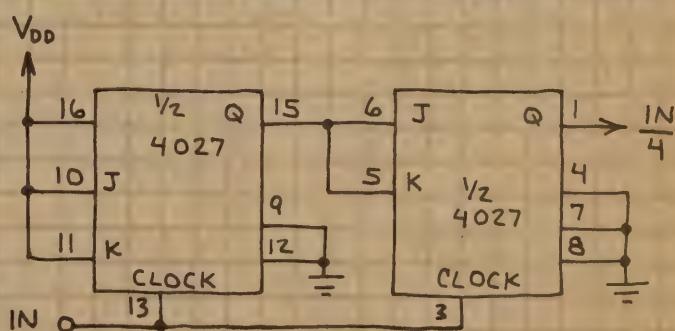 VDD
16 1/2 Q 15 6 J Q 1 IN/4
4027
10 J 5 K 4
9 1/2 7
11 K 12 4027 8
CLOCK CLOCK
IN 13 3